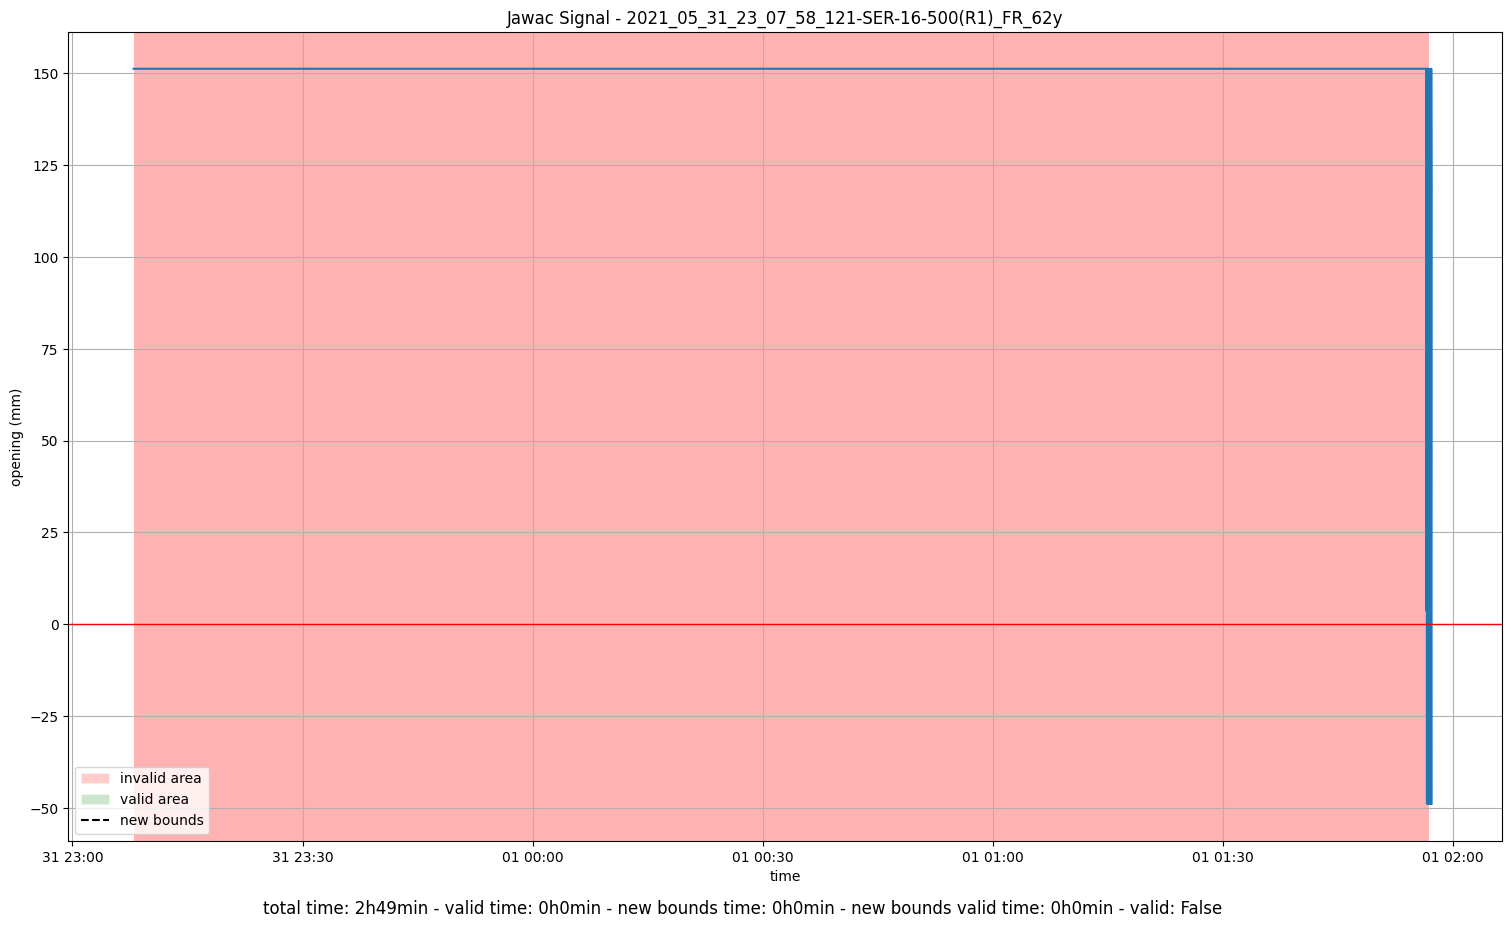 Jawac Signal - 2021_05_31_23_07_58_121-SER-16-500(R1)_FR_62y
opening (mm)
150
125
100
75
50
25
0
−25
−50
invalid area
valid area
new bounds
31 23:00
31 23:30
01 00:00
01 00:30
01 01:00
01 01:30
01 02:00
time
total time: 2h49min - valid time: 0h0min - new bounds time: 0h0min - new bounds valid time: 0h0min - valid: False